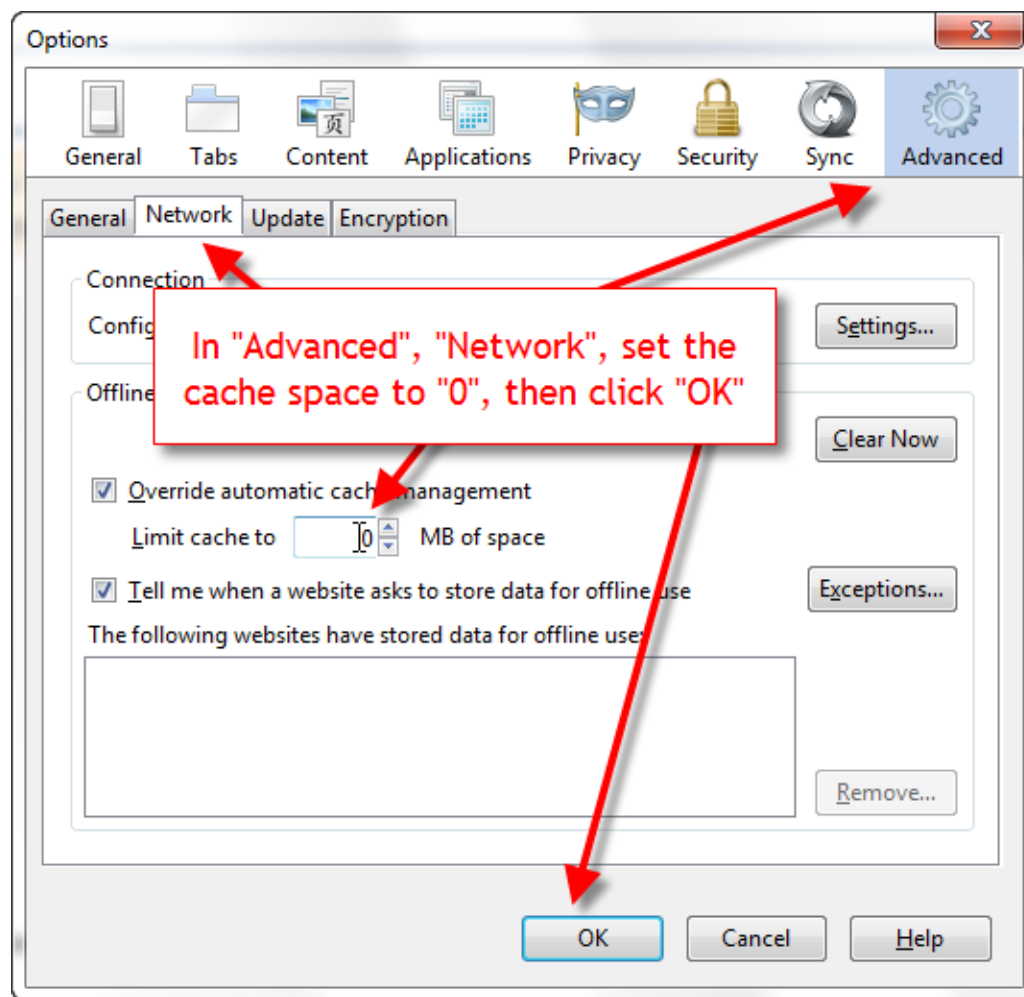 Options
页
General Tabs Content Applications Privacy Security Sync Advanced
General Network Update Encryption
Connection
Config
Settings...
In "Advanced", "Network", set the
cache space to "0", then click "OK"
Offline
Clear Now
Override automatic cache management
Limit cache to 0 MB of space
Tell me when a website asks to store data for offline use
Exceptions...
The following websites have stored data for offline use:
Remove...
OK Cancel Help